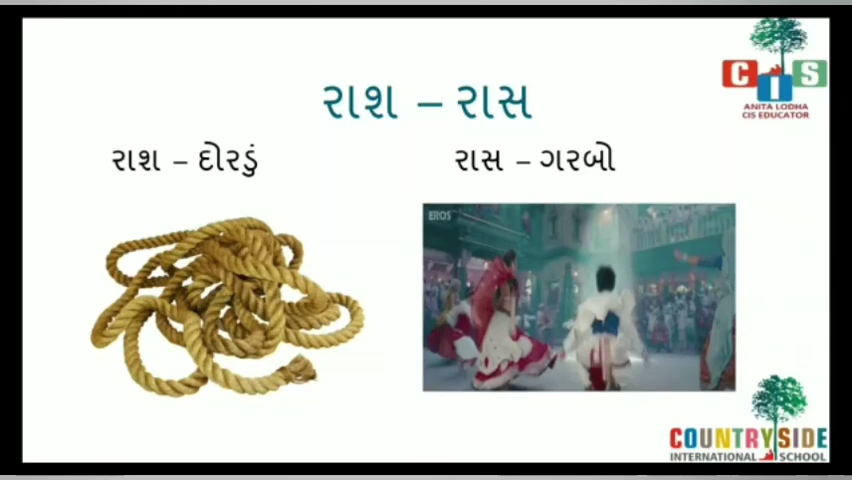 રાશ – રાસ
CIS
ANITA LODHA
CIS EDUCATOR
રાશ – દોરડું
રાસ – ગરબો
EROS
COUNTRYSIDE
INTERNATIONAL SCHOOL